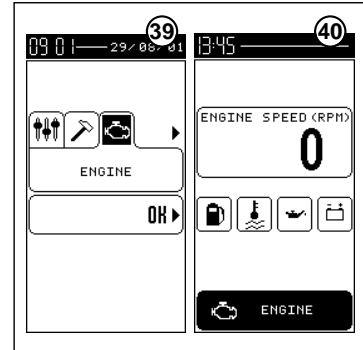 39
09 01 29/08/01
ENGINE
OK
40
13:45
ENGINE SPEED (RPM)
0
ENGINE